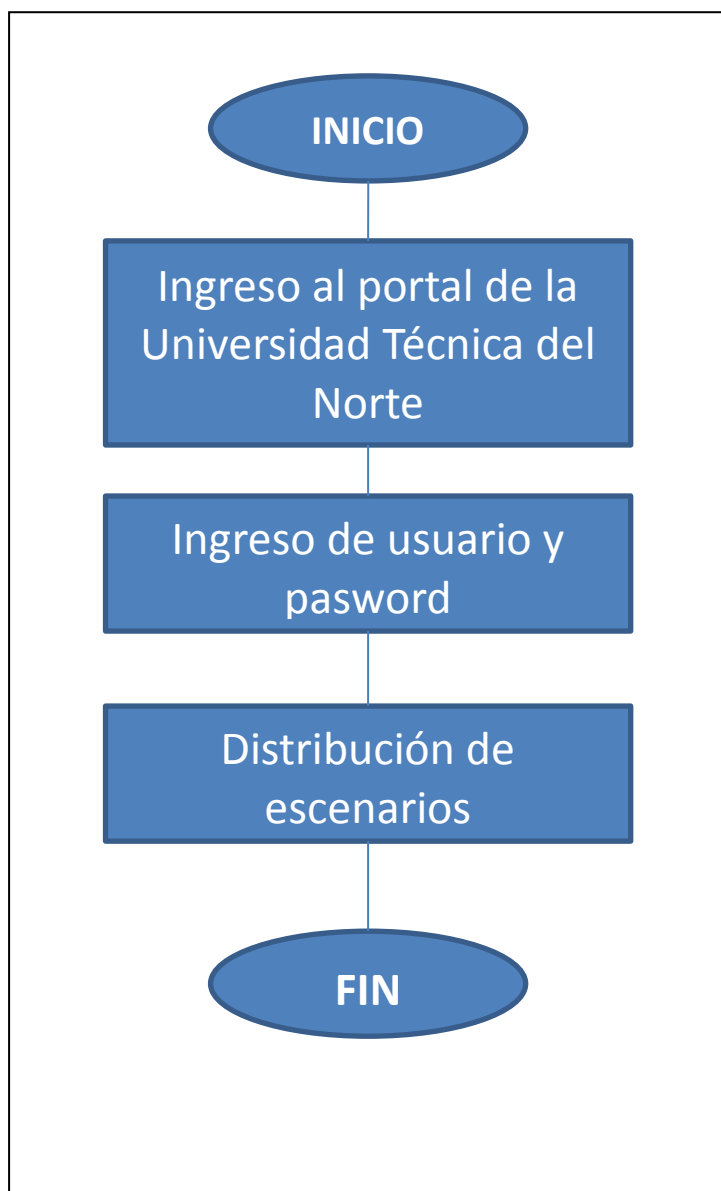 INICIO
Ingreso al portal de la
Universidad Técnica del
Norte
Ingreso de usuario y
pasword
Distribución de
escenarios
FIN